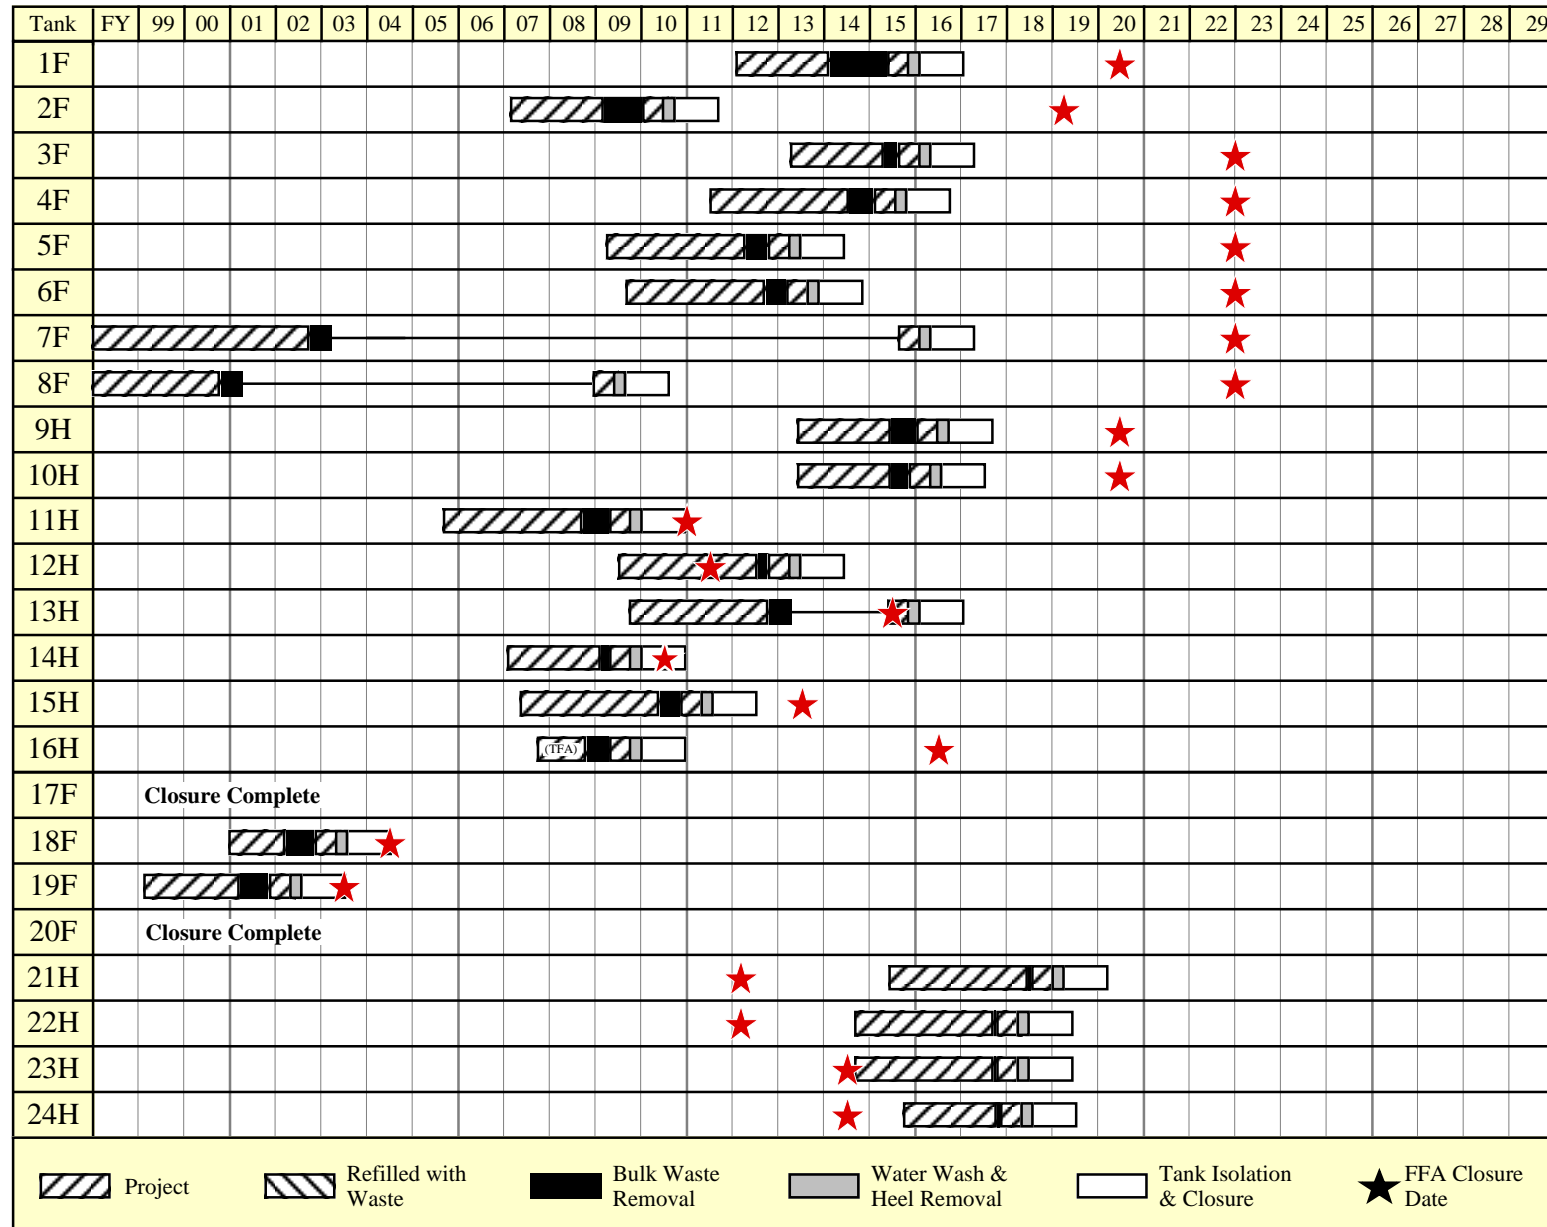 Tank FY 99 00 01 02 03 04 05 06 07 08 09 10 11 12 13 14 15 16 17 18 19 20 21 22 23 24 25 26 27 28 29
1F
2F
3F
4F
5F
6F
7F
8F
9H
10H
11H
12H
13H
14H
15H
16H (TFA)
17F Closure Complete
18F
19F
20F Closure Complete
21H
22H
23H
24H
Project
Refilled with
Waste
Bulk Waste
Removal
Water Wash &
Heel Removal
Tank Isolation
& Closure
FFA Closure
Date